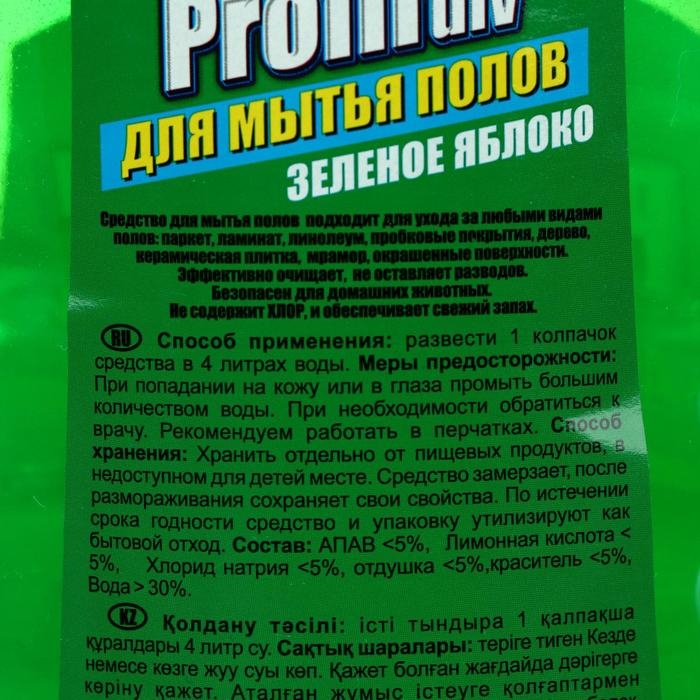 для мытья полов
зеленое яблоко
Средство для мытья полов подходит для ухода за любыми видами
полов: паркет, ламинат, линолеум, пробковые покрытия, дерево,
керамическая плитка, мрамор, окрашенные поверхности.
Эффективно очищает, не оставляет разводов.
Безопасен для домашних животных.
Не содержит ХЛОР, и обеспечивает свежий запах.
RU Способ применения: развести 1 колпачок
средства в 4 литрах воды. Меры предосторожности:
При попадании на кожу или в глаза промыть большим
количеством воды. При необходимости обратиться к
врачу. Рекомендуем работать в перчатках. Способ
хранения: Хранить отдельно от пищевых продуктов, в
недоступном для детей месте. Средство замерзает, после
размораживания сохраняет свои свойства. По истечении
срока годности средство и упаковку утилизируют как
бытовой отход. Состав: АПАВ <5%, Лимонная кислота <
5%, Хлорид натрия <5%, отдушка <5%,краситель <5%,
Вода > 30%.
KZ Қолдану тәсілі: істі тындыра 1 қалпақша
құралдары 4 литр су. Сақтық шаралары: теріге тиген Кезде
немесе көзге жуу суы көп. Қажет болған жағдайда дәрігерге
көріну қажет. Аталған жұмыс істеуге қолғаптармен